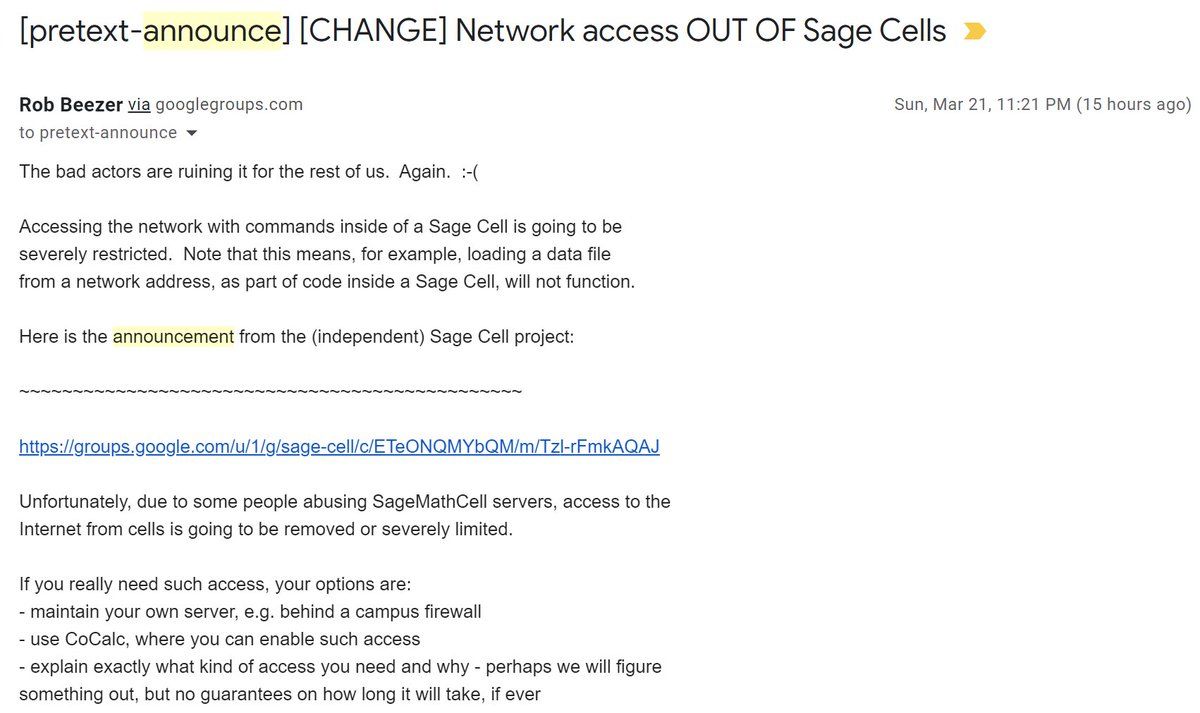 [pretext-announce] [CHANGE] Network access OUT OF Sage Cells
Rob Beezer via googlegroups.com
Sun, Mar 21, 11:21 PM (15 hours ago)
to pretext-announce
The bad actors are ruining it for the rest of us.  Again.  :-(
Accessing the network with commands inside of a Sage Cell is going to be
severely restricted.  Note that this means, for example, loading a data file
from a network address, as part of code inside a Sage Cell, will not function.
Here is the announcement from the (independent) Sage Cell project:
~~~~~~~~~~~~~~~~~~~~~~~~~~~~~~~~~~~~~~~~~~~~~~~
https://groups.google.com/u/1/g/sage-cell/c/ETeONQMYbQM/m/Tzl-rFmkAQAJ
Unfortunately, due to some people abusing SageMathCell servers, access to the
Internet from cells is going to be removed or severely limited.
If you really need such access, your options are:
- maintain your own server, e.g. behind a campus firewall
- use CoCalc, where you can enable such access
- explain exactly what kind of access you need and why - perhaps we will figure
something out, but no guarantees on how long it will take, if ever